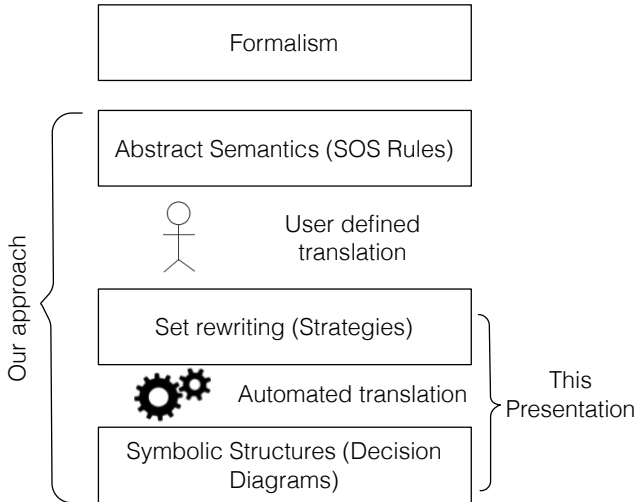 Formalism
Abstract Semantics (SOS Rules)
User defined
translation
Our approach
Set rewriting (Strategies)
Automated translation
This
Presentation
Symbolic Structures (Decision
Diagrams)